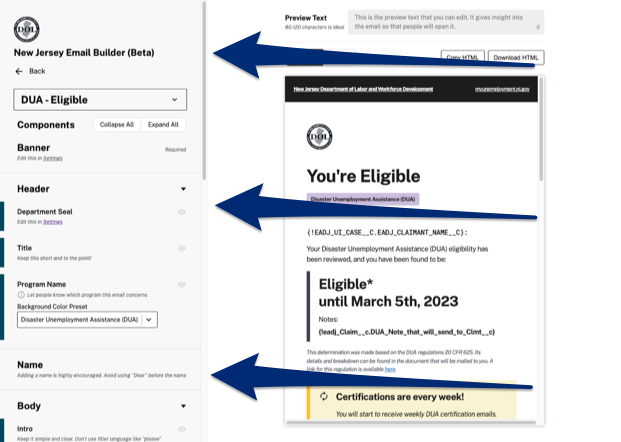 DOL
New Jersey Email Builder (Beta)
Back
DUA - Eligible
Components
Collapse All
Expand All
Banner
Required
Edit this in Settings
Header
Department Seal
Edit this in Settings
Title
Keep this short and to the point!
Program Name
Let people know which program this email concerns
Background Color Preset
Disaster Unemployment Assistance (DUA)
Name
Adding a name is highly encouraged. Avoid using "Dear" before the name
Body
Intro
Keep it simple and clear. Don't use filler language like "please"
Preview Text
80-120 characters is ideal
This is the preview text that you can edit. It gives insight into
the email so that people will open it.
Copy HTML
Download HTML
New Jersey Department of Labor and Workforce Development
myunemployment.nj.gov
DOL
You're Eligible
Disaster Unemployment Assistance (DUA)
{!EADJ_UI_CASE__C.EADJ_CLAIMANT_NAME__C}:
Your Disaster Unemployment Assistance (DUA) eligibility has
been reviewed, and you have been found to be:
Eligible*
until March 5th, 2023
Notes:
{!eadj_Claim__c.DUA_Note_that_will_send_to_Clmt__c}
This determination was made based on the DUA regulations 20 CFR 625. Its
details and breakdown can be found in the document that will be mailed to you. A
link for this regulation is available here.
Certifications are every week!
You will start to receive weekly DUA certification emails.